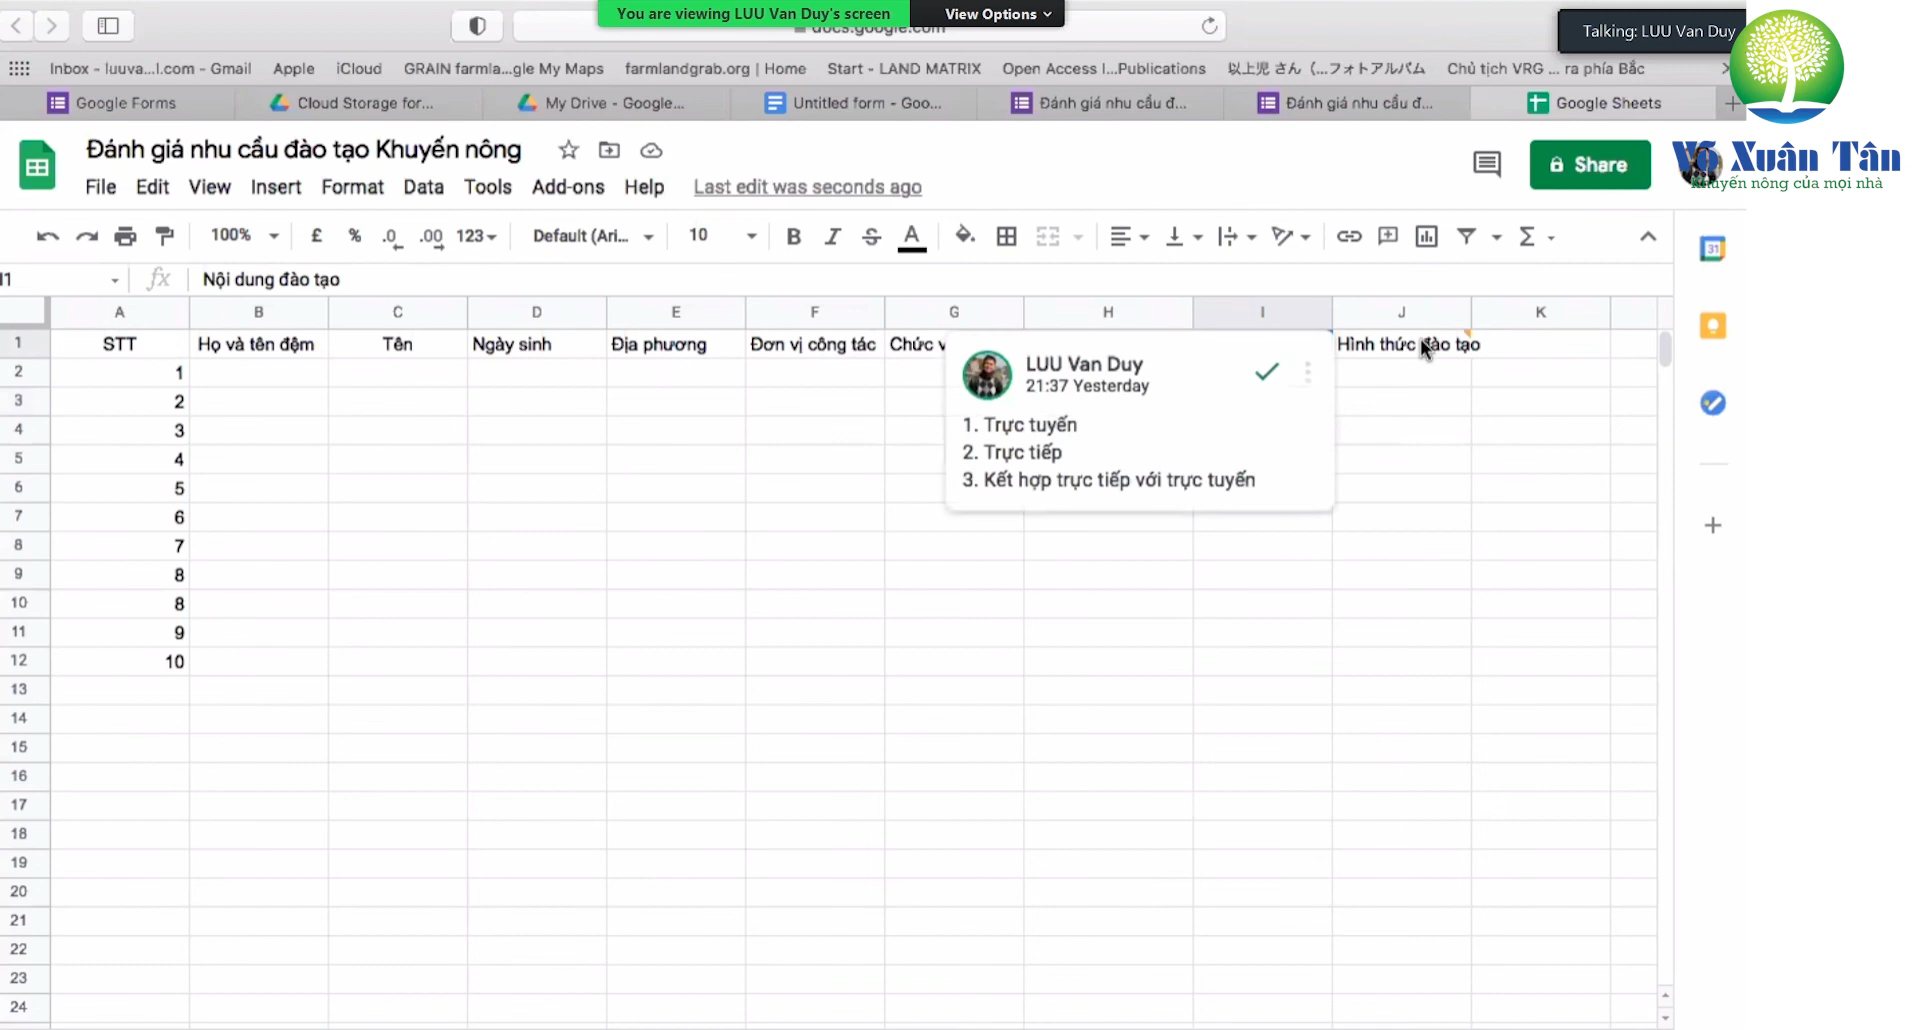 You are viewing LUU Van Duy's screen
View Options
docs.google.com
Talking: LUU Van Duy
Inbox - luuva...l.com - Gmail
Apple
iCloud
GRAIN farmla...gle My Maps
farmlandgrab.org | Home
Start - LAND MATRIX
Open Access I...Publications
以上児 さん (...フォトアルバム
Chủ tịch VRG ... ra phía Bắc
Google Forms
Cloud Storage for...
My Drive - Google...
Untitled form - Goo...
Đánh giá nhu cầu đ...
Đánh giá nhu cầu đ...
Google Sheets
Đánh giá nhu cầu đào tạo Khuyến nông
Share
Võ Xuân Tân
Khuyến nông của mọi nhà
File Edit View Insert Format Data Tools Add-ons Help Last edit was seconds ago
100% £ % .0 .00 123 Default (Ari... 10 B I S A Σ
31
I1 fx Nội dung đào tạo
A B C D E F G H I J K
1 STT Họ và tên đệm Tên Ngày sinh Địa phương Đơn vị công tác Chức v Hình thức đào tạo
LUU Van Duy
21:37 Yesterday
1. Trực tuyến
2. Trực tiếp
3. Kết hợp trực tiếp với trực tuyến
2 1
3 2
4 3
5 4
6 5
7 6
8 7
9 8
10 8
11 9
12 10
13
14
15
16
17
18
19
20
21
22
23
24